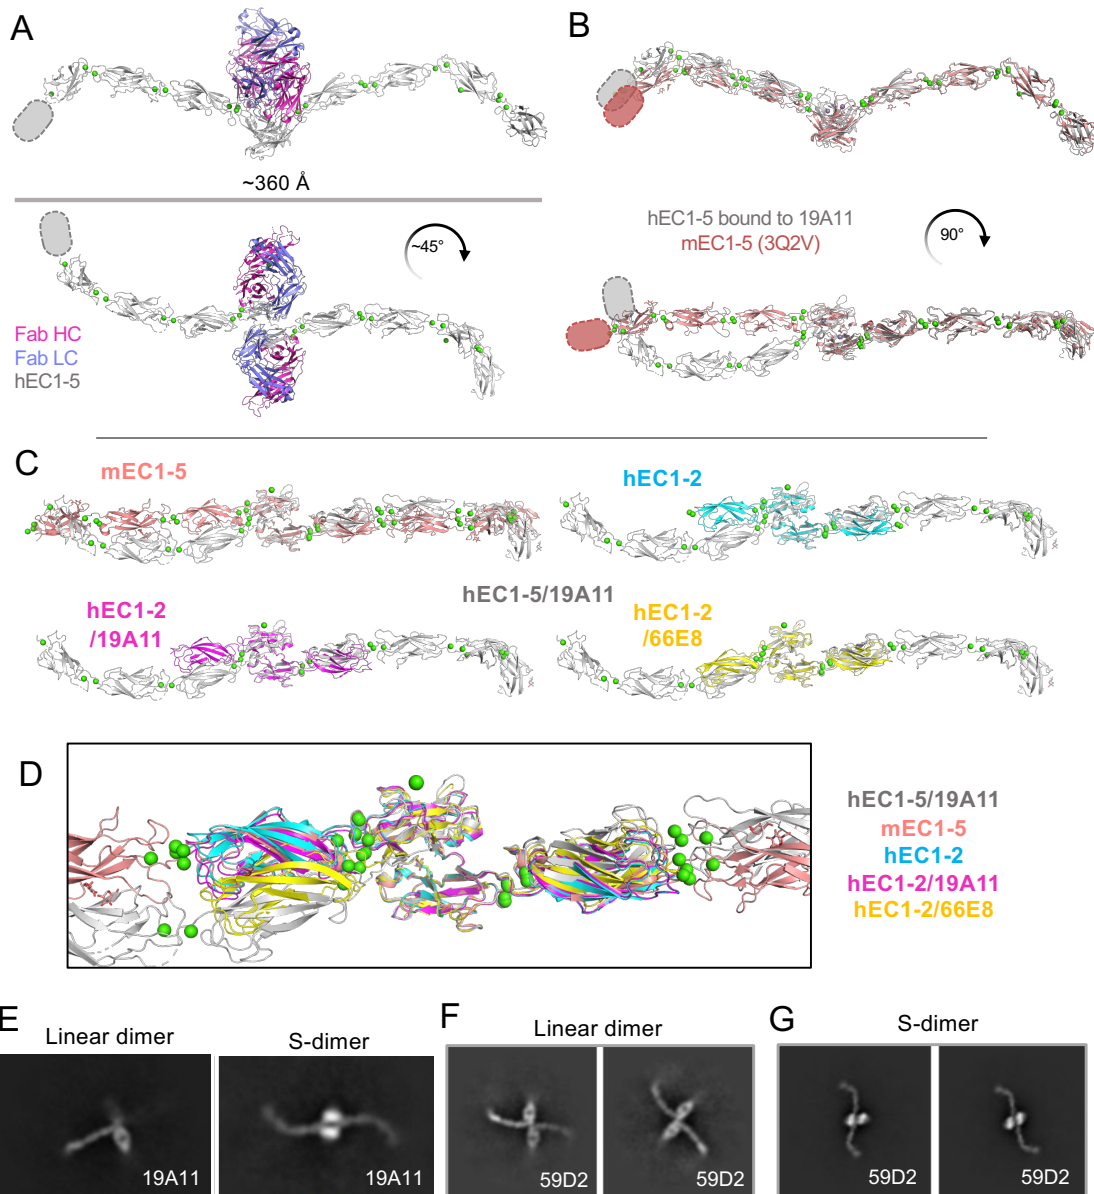 A
B
~360 Å
~45°
Fab HC
Fab LC
hEC1-5
hEC1-5 bound to 19A11
mEC1-5 (3Q2V)
90°
C
mEC1-5
hEC1-2
hEC1-5/19A11
hEC1-2
/19A11
hEC1-2
/66E8
D
hEC1-5/19A11
mEC1-5
hEC1-2
hEC1-2/19A11
hEC1-2/66E8
E
Linear dimer
S-dimer
19A11
19A11
F
Linear dimer
59D2
59D2
G
S-dimer
59D2
59D2